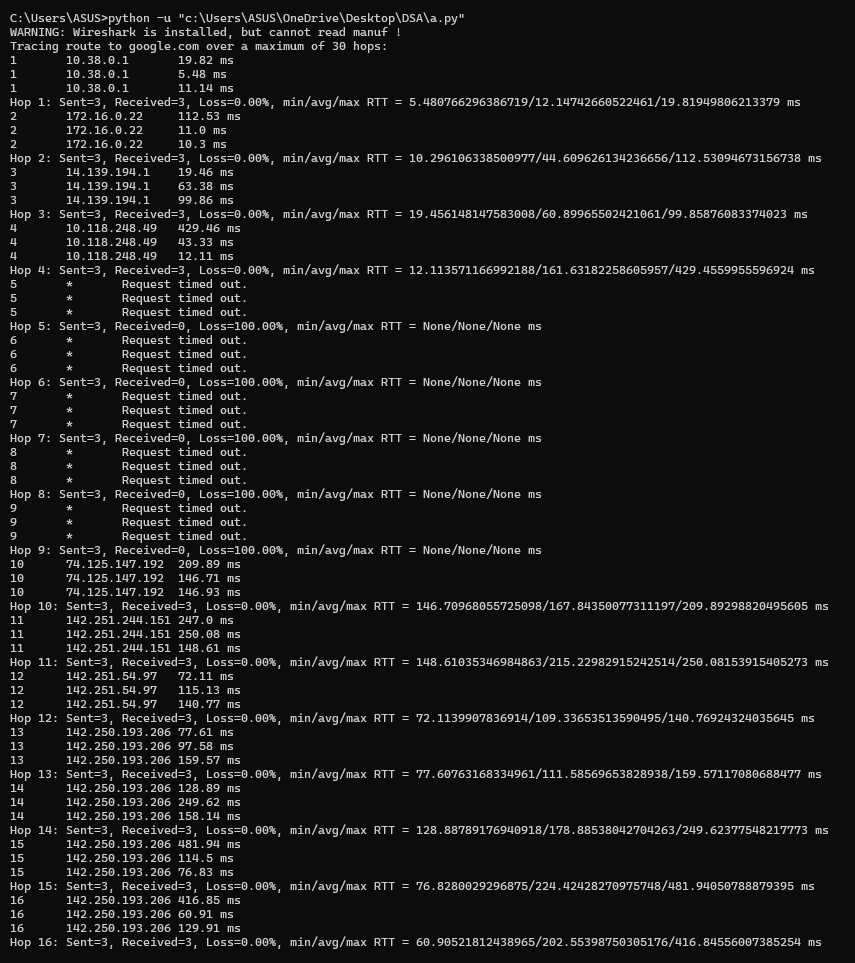 C:\Users\ASUS>python -u "c:\Users\ASUS\OneDrive\Desktop\DSA\a.py"
WARNING: Wireshark is installed, but cannot read manuf !
Tracing route to google.com over a maximum of 30 hops:
1       10.38.0.1       19.82 ms
1       10.38.0.1       5.48 ms
1       10.38.0.1       11.14 ms
Hop 1: Sent=3, Received=3, Loss=0.00%, min/avg/max RTT = 5.480766296386719/12.14742660522461/19.81949806213379 ms
2       172.16.0.22     112.53 ms
2       172.16.0.22     11.0 ms
2       172.16.0.22     10.3 ms
Hop 2: Sent=3, Received=3, Loss=0.00%, min/avg/max RTT = 10.296106338500977/44.609626134236656/112.53094673156738 ms
3       14.139.194.1    19.46 ms
3       14.139.194.1    63.38 ms
3       14.139.194.1    99.86 ms
Hop 3: Sent=3, Received=3, Loss=0.00%, min/avg/max RTT = 19.456148147583008/60.89965502421061/99.85876083374023 ms
4       10.118.248.49   429.46 ms
4       10.118.248.49   43.33 ms
4       10.118.248.49   12.11 ms
Hop 4: Sent=3, Received=3, Loss=0.00%, min/avg/max RTT = 12.113571166992188/161.63182258605957/429.4559955596924 ms
5       *       Request timed out.
5       *       Request timed out.
5       *       Request timed out.
Hop 5: Sent=3, Received=0, Loss=100.00%, min/avg/max RTT = None/None/None ms
6       *       Request timed out.
6       *       Request timed out.
6       *       Request timed out.
Hop 6: Sent=3, Received=0, Loss=100.00%, min/avg/max RTT = None/None/None ms
7       *       Request timed out.
7       *       Request timed out.
7       *       Request timed out.
Hop 7: Sent=3, Received=0, Loss=100.00%, min/avg/max RTT = None/None/None ms
8       *       Request timed out.
8       *       Request timed out.
8       *       Request timed out.
Hop 8: Sent=3, Received=0, Loss=100.00%, min/avg/max RTT = None/None/None ms
9       *       Request timed out.
9       *       Request timed out.
9       *       Request timed out.
Hop 9: Sent=3, Received=0, Loss=100.00%, min/avg/max RTT = None/None/None ms
10      74.125.147.192  209.89 ms
10      74.125.147.192  146.71 ms
10      74.125.147.192  146.93 ms
Hop 10: Sent=3, Received=3, Loss=0.00%, min/avg/max RTT = 146.70968055725098/167.84350077311197/209.89298820495605 ms
11      142.251.244.151 247.0 ms
11      142.251.244.151 250.08 ms
11      142.251.244.151 148.61 ms
Hop 11: Sent=3, Received=3, Loss=0.00%, min/avg/max RTT = 148.61035346984863/215.22982915242514/250.08153915405273 ms
12      142.251.54.97   72.11 ms
12      142.251.54.97   115.13 ms
12      142.251.54.97   140.77 ms
Hop 12: Sent=3, Received=3, Loss=0.00%, min/avg/max RTT = 72.1139907836914/109.33653513590495/140.76924324035645 ms
13      142.250.193.206 77.61 ms
13      142.250.193.206 97.58 ms
13      142.250.193.206 159.57 ms
Hop 13: Sent=3, Received=3, Loss=0.00%, min/avg/max RTT = 77.60763168334961/111.58569653828938/159.57117080688477 ms
14      142.250.193.206 128.89 ms
14      142.250.193.206 249.62 ms
14      142.250.193.206 158.14 ms
Hop 14: Sent=3, Received=3, Loss=0.00%, min/avg/max RTT = 128.88789176940918/178.88538042704263/249.62377548217773 ms
15      142.250.193.206 481.94 ms
15      142.250.193.206 114.5 ms
15      142.250.193.206 76.83 ms
Hop 15: Sent=3, Received=3, Loss=0.00%, min/avg/max RTT = 76.8280029296875/224.42428270975748/481.94050788879395 ms
16      142.250.193.206 416.85 ms
16      142.250.193.206 60.91 ms
16      142.250.193.206 129.91 ms
Hop 16: Sent=3, Received=3, Loss=0.00%, min/avg/max RTT = 60.90521812438965/202.55398750305176/416.84556007385254 ms